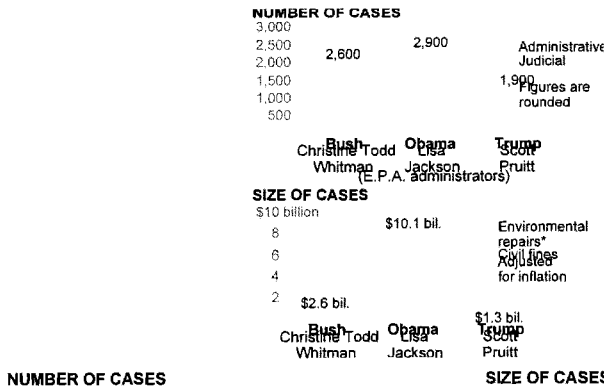 NUMBER OF CASES
3,000
2,500
2,000
1,500
1,000
500
2,600
2,900
1,900
Administrative
Judicial
Figures are
rounded
Bush
Obama
Trump
Christine Todd
Whitman
Lisa
Jackson
Scott
Pruitt
(E.P.A. administrators)
SIZE OF CASES
$10 billion
8
6
4
2
$2.6 bil.
$10.1 bil.
$1.3 bil.
Environmental
repairs*
Civil fines
Adjusted
for inflation
Bush
Obama
Trump
Christine Todd
Whitman
Lisa
Jackson
Scott
Pruitt
NUMBER OF CASES
SIZE OF CASES